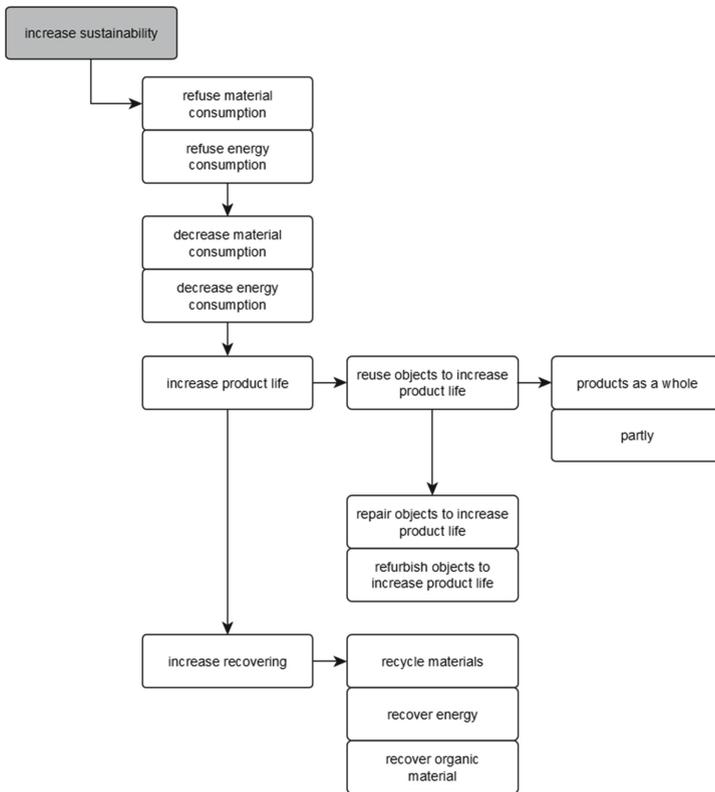 increase sustainability
refuse material
consumption
refuse energy
consumption
decrease material
consumption
decrease energy
consumption
increase product life
reuse objects to increase
product life
products as a whole
partly
repair objects to increase
product life
refurbish objects to
increase product life
increase recovering
recycle materials
recover energy
recover organic
material